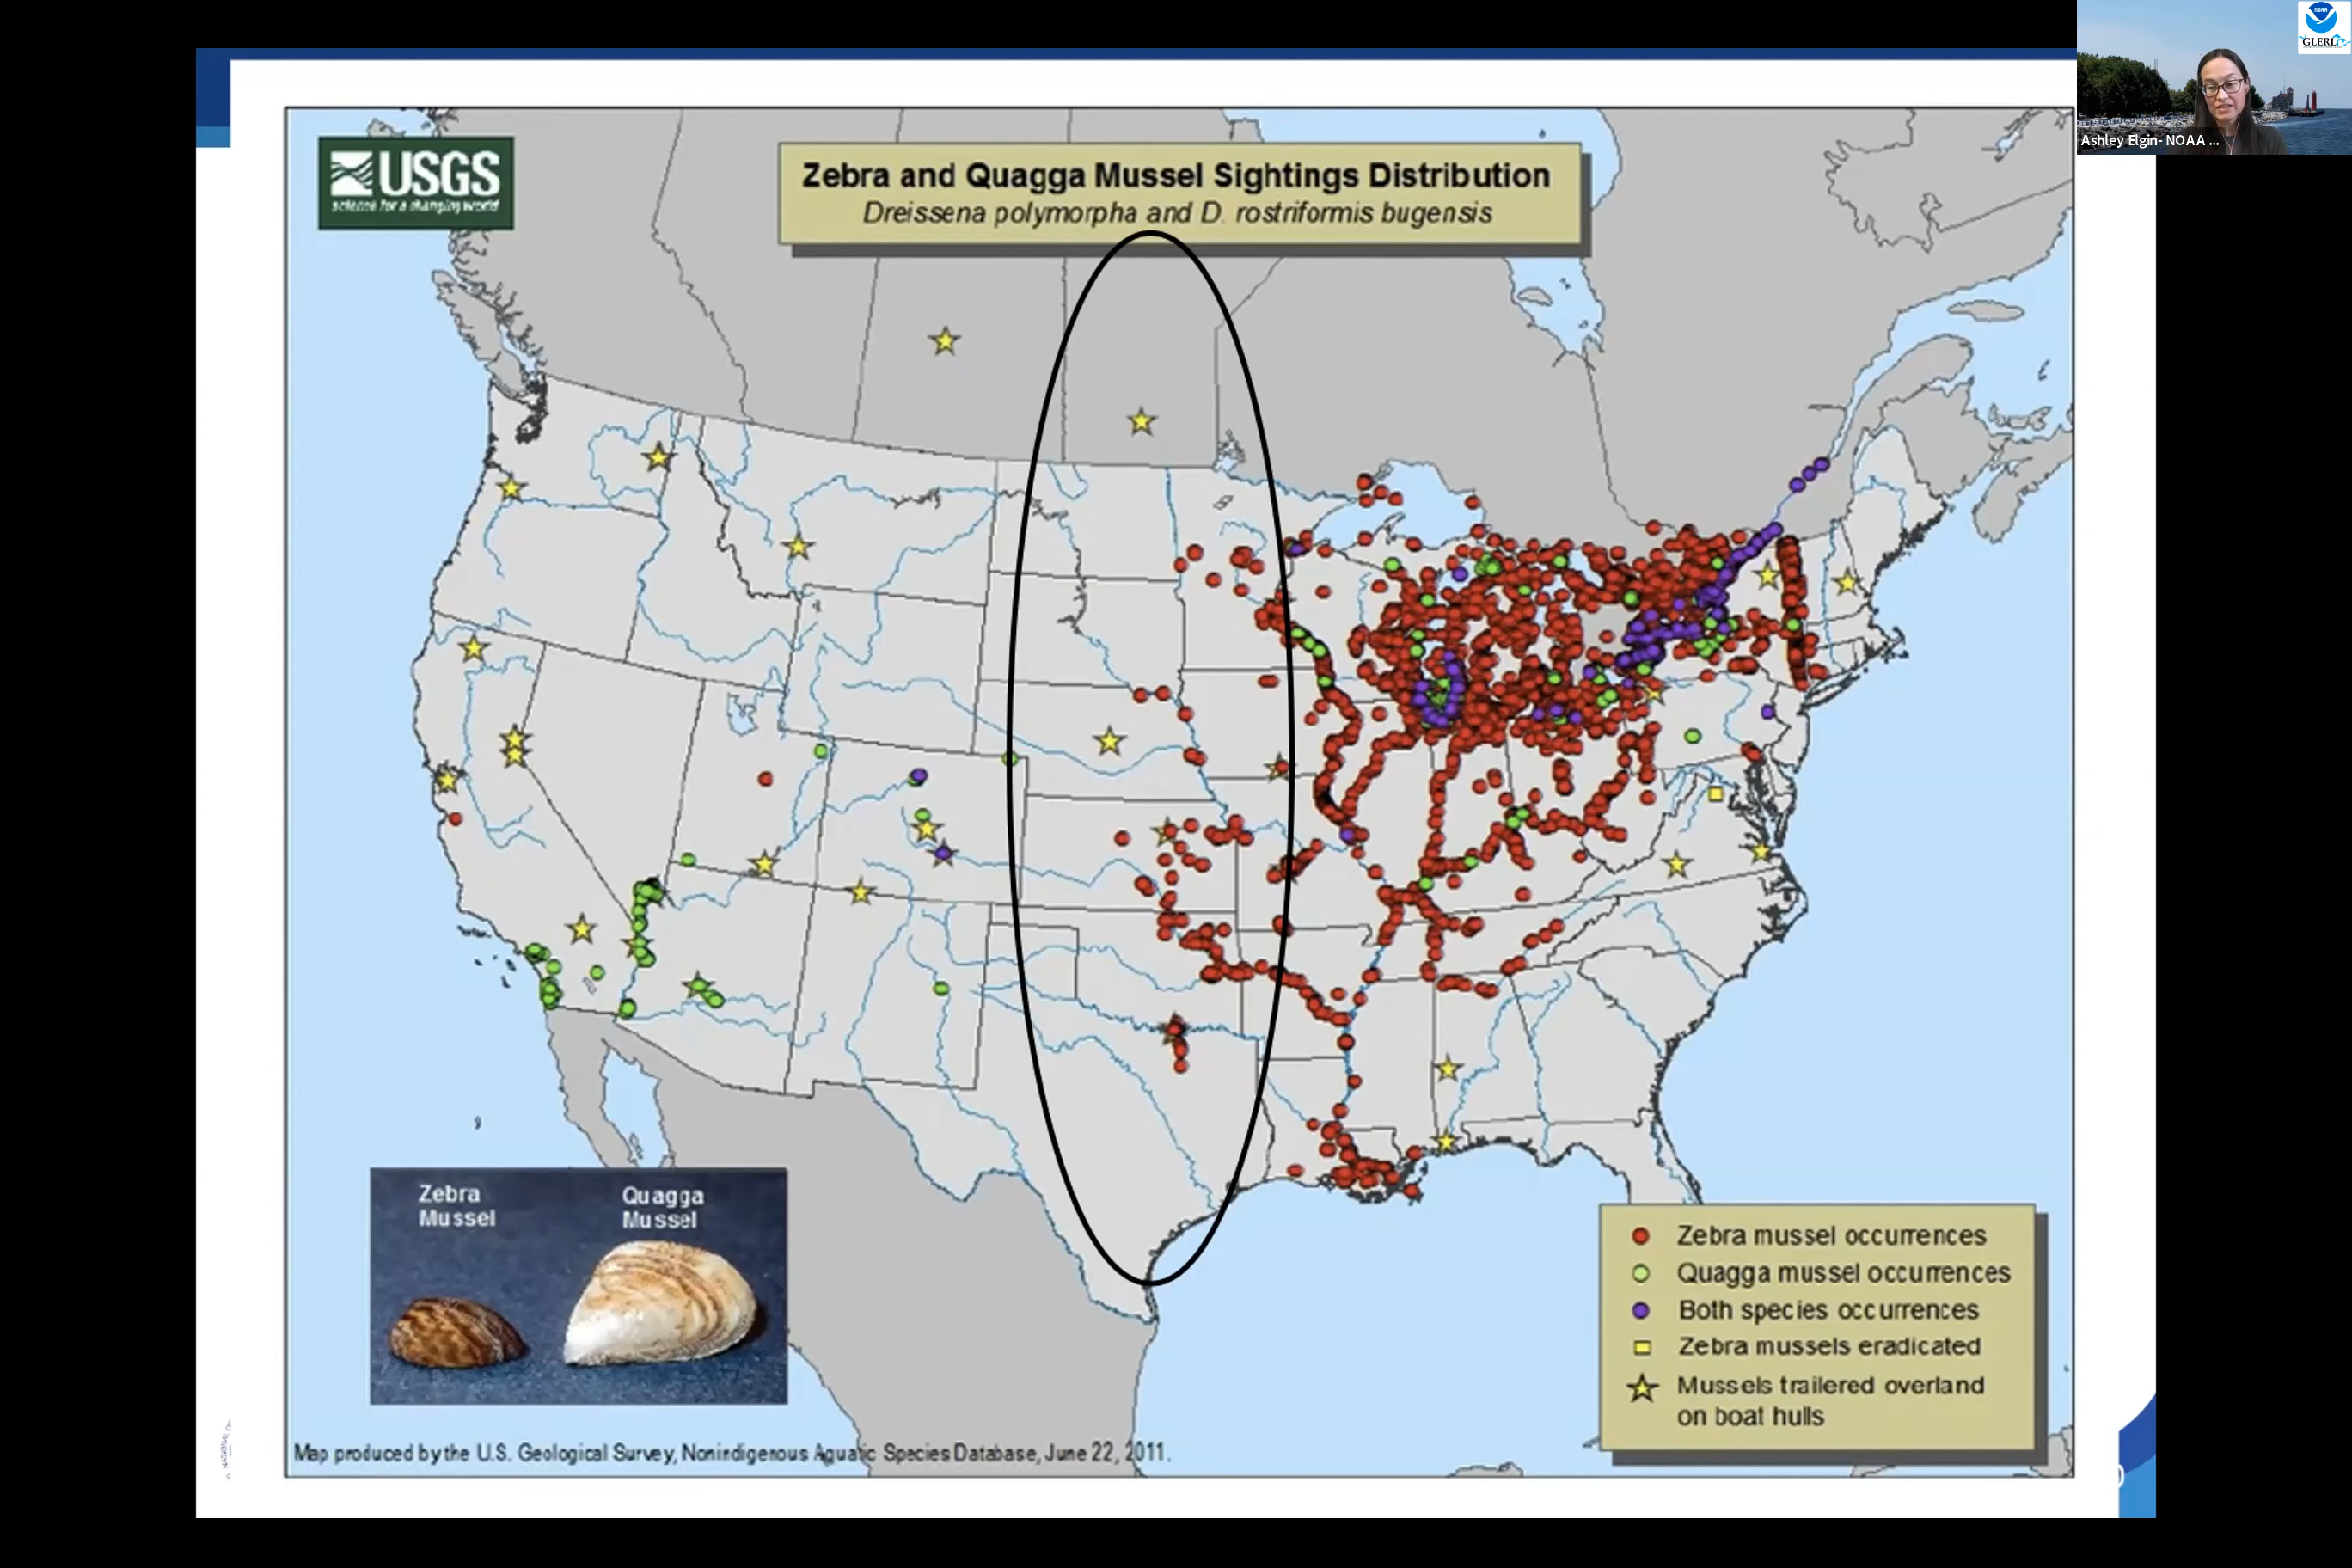 NOAA
GLERL
Ashley Elgin- NOAA ...
USGS
science for a changing world
Zebra and Quagga Mussel Sightings Distribution
Dreissena polymorpha and D. rostriformis bugensis
Zebra
Mussel
Quagga
Mussel
Zebra mussel occurrences
Quagga mussel occurrences
Both species occurrences
Zebra mussels eradicated
Mussels trailered overland
on boat hulls
Map produced by the U.S. Geological Survey, Nonindigenous Aquatic Species Database, June 22, 2011.